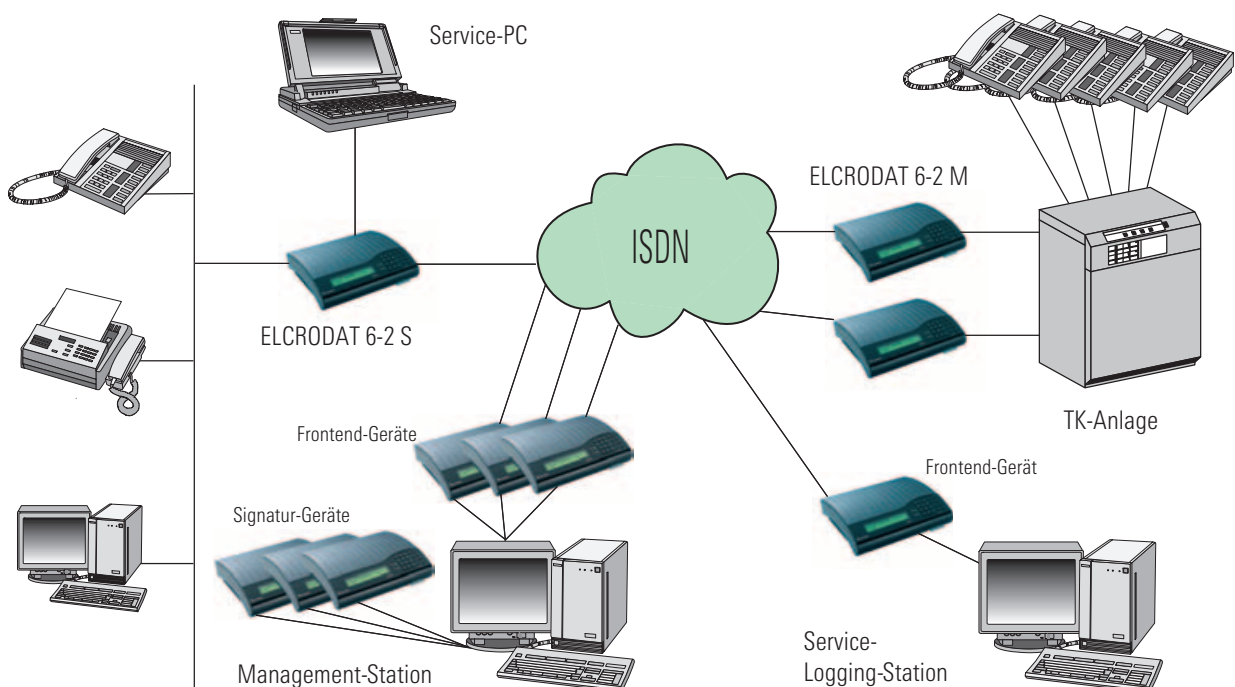 Service-PC
ELCRODAT 6-2 M
ISDN
ELCRODAT 6-2 S
TK-Anlage
Frontend-Geräte
Frontend-Gerät
Signatur-Geräte
Management-Station
Service-
Logging-Station